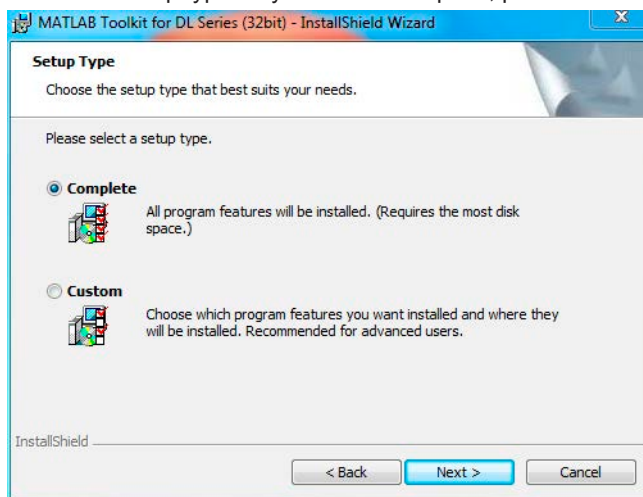 MATLAB Toolkit for DL Series (32bit) - InstallShield Wizard
X
Setup Type
Choose the setup type that best suits your needs.
Please select a setup type.
Complete
All program features will be installed. (Requires the most disk
space.)
Custom
Choose which program features you want installed and where they
will be installed. Recommended for advanced users.
InstallShield
< Back
Next >
Cancel